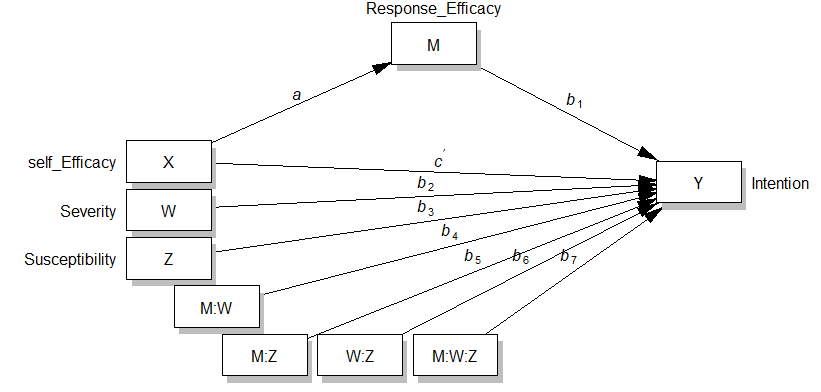 Response_Efficacy
M
a
b1
self_Efficacy
X
c'
Y
Intention
b2
Severity
W
b3
Susceptibility
Z
b4
b5
b6
b7
M:W
M:Z
W:Z
M:W:Z